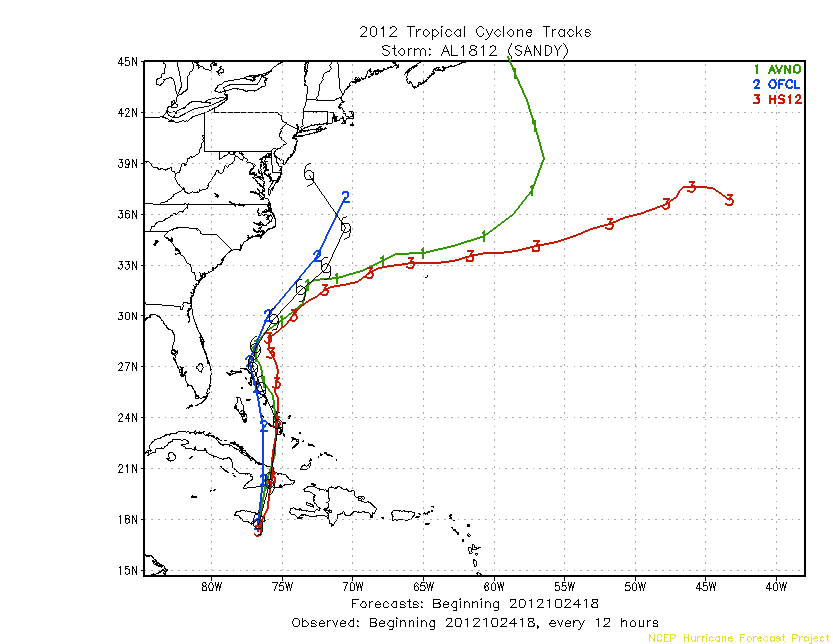 2012 Tropical Cyclone Tracks
Storm: AL1812 (SANDY)
1 AVNO
2 OFCL
3 HS12
45N
42N
39N
36N
33N
30N
27N
24N
21N
18N
15N
80W 75W 70W 65W 60W 55W 50W 45W 40W
Forecasts: Beginning 2012102418
Observed: Beginning 2012102418, every 12 hours
NCEP Hurricane Forecast Project